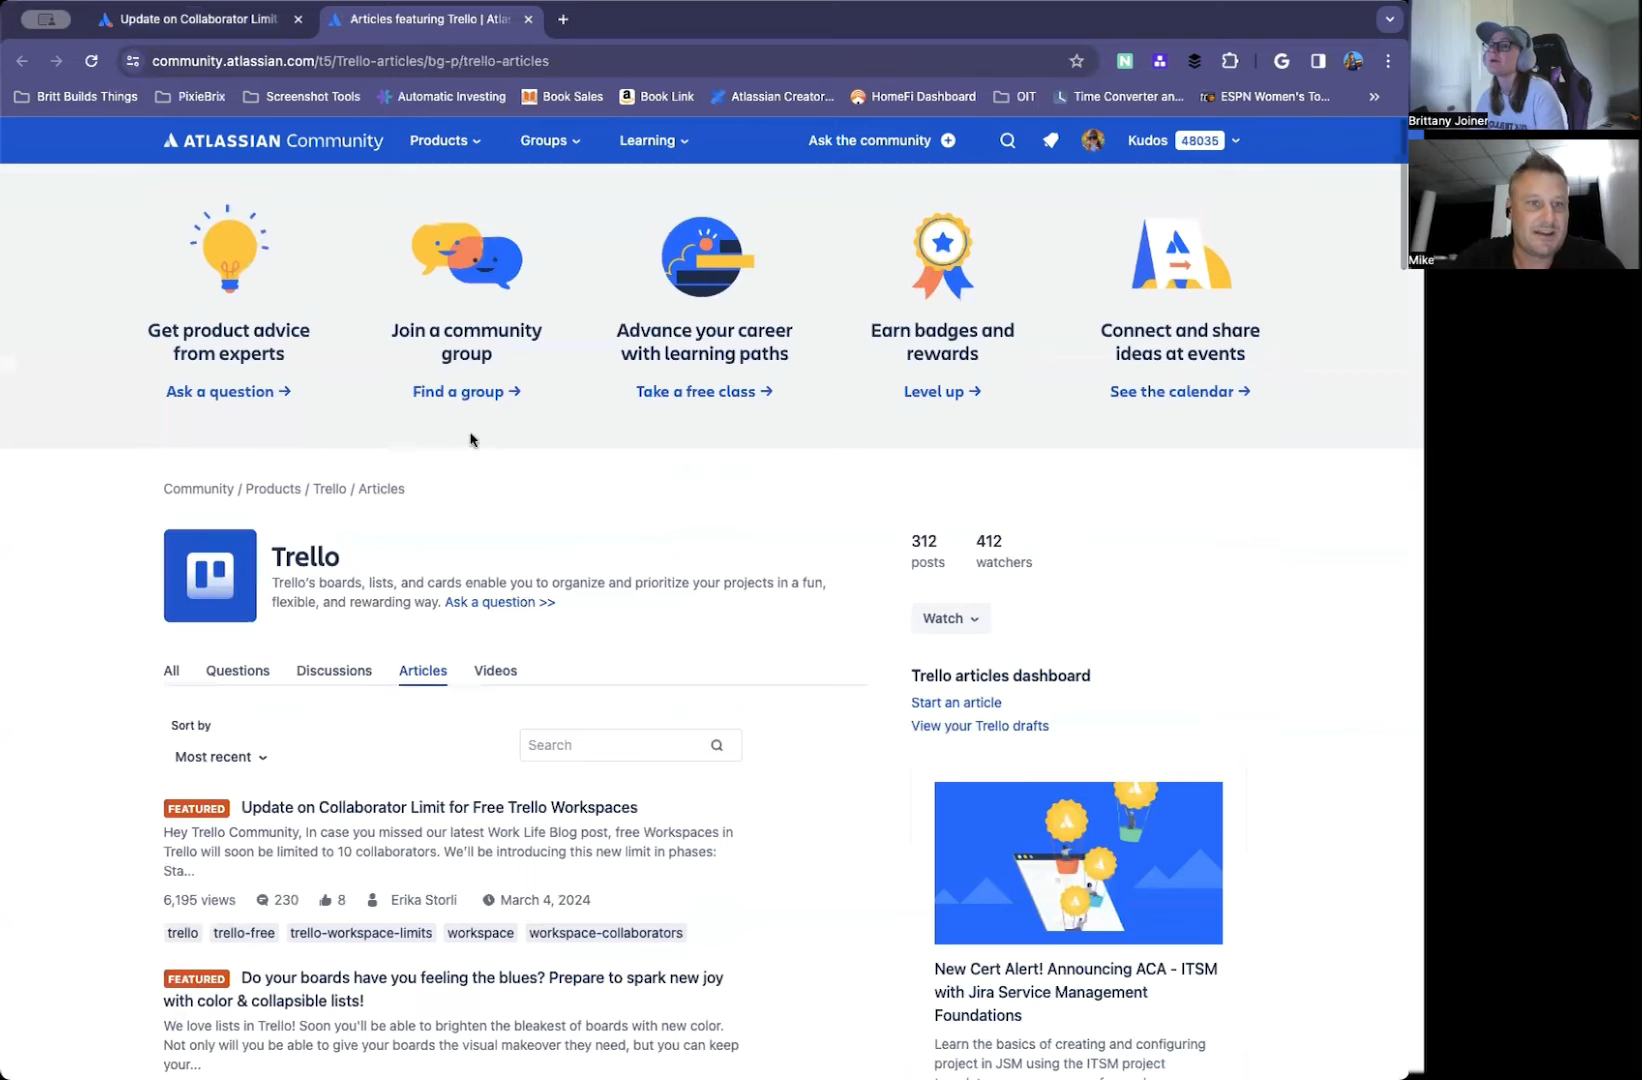 Update on Collaborator Limit
Articles featuring Trello | Atla
community.atlassian.com/t5/Trello-articles/bg-p/trello-articles
Britt Builds Things
PixieBrix
Screenshot Tools
Automatic Investing
Book Sales
Book Link
Atlassian Creator...
HomeFi Dashboard
OIT
Time Converter an...
ESPN Women's To...
Brittany Joiner
Mike
ATLASSIAN Community
Products
Groups
Learning
Ask the community
Kudos
48035
Get product advice
from experts
Ask a question →
Join a community
group
Find a group →
Advance your career
with learning paths
Take a free class →
Earn badges and
rewards
Level up →
Connect and share
ideas at events
See the calendar →
Community / Products / Trello / Articles
Trello
Trello's boards, lists, and cards enable you to organize and prioritize your projects in a fun,
flexible, and rewarding way. Ask a question >>
312
posts
412
watchers
Watch
All
Questions
Discussions
Articles
Videos
Trello articles dashboard
Start an article
View your Trello drafts
Sort by
Most recent
Search
FEATURED Update on Collaborator Limit for Free Trello Workspaces
Hey Trello Community, In case you missed our latest Work Life Blog post, free Workspaces in
Trello will soon be limited to 10 collaborators. We'll be introducing this new limit in phases:
Sta...
6,195 views 230 8 Erika Storli March 4, 2024
trello trello-free trello-workspace-limits workspace workspace-collaborators
FEATURED Do your boards have you feeling the blues? Prepare to spark new joy
with color & collapsible lists!
We love lists in Trello! Soon you'll be able to brighten the bleakest of boards with new color.
Not only will you be able to give your boards the visual makeover they need, but you can keep
your...
New Cert Alert! Announcing ACA - ITSM
with Jira Service Management
Foundations
Learn the basics of creating and configuring
project in JSM using the ITSM project